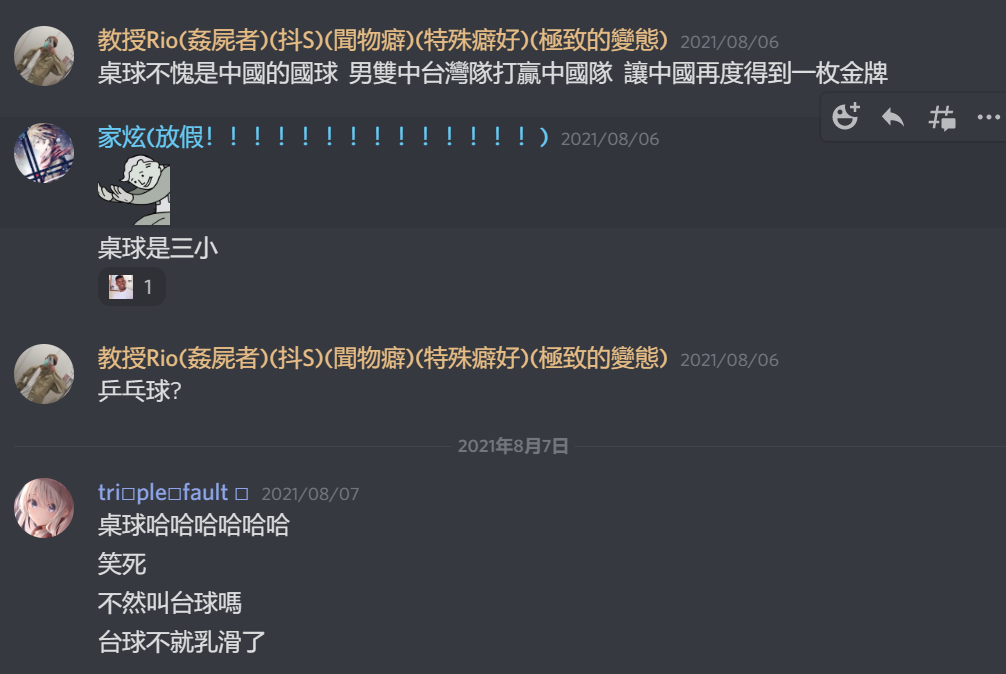 教授Rio(姦屍者)(抖S)(聞物癖)(特殊癖好)(極致的變態) 2021/08/06
桌球不愧是中國的國球 男雙中台灣隊打贏中國隊 讓中國再度得到一枚金牌
家炫(放假！！！！！！！！！！！！！！) 2021/08/06
桌球是三小
1
教授Rio(姦屍者)(抖S)(聞物癖)(特殊癖好)(極致的變態) 2021/08/06
乒乓球?
2021年8月7日
tri□ple□fault □ 2021/08/07
桌球哈哈哈哈哈哈
笑死
不然叫台球嗎
台球不就乳滑了